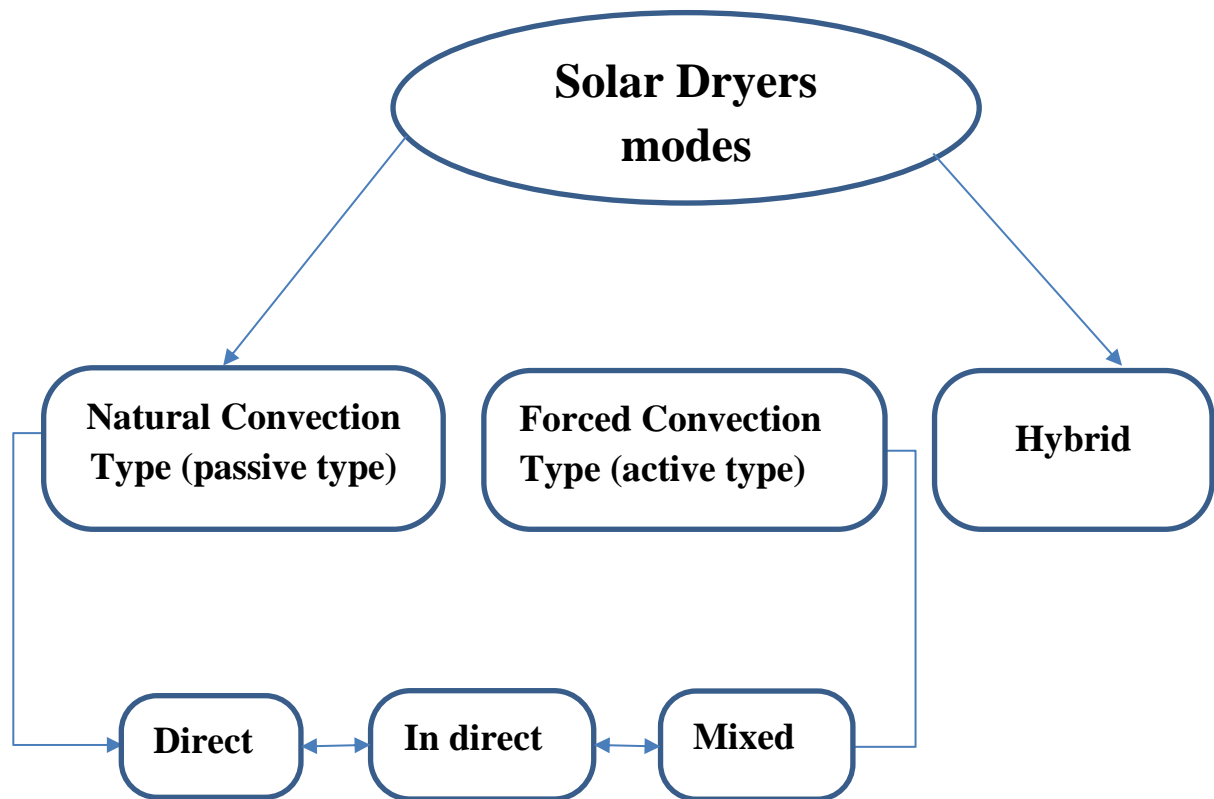 Solar Dryers
modes
Natural Convection
Type (passive type)
Forced Convection
Type (active type)
Hybrid
Direct
In direct
Mixed